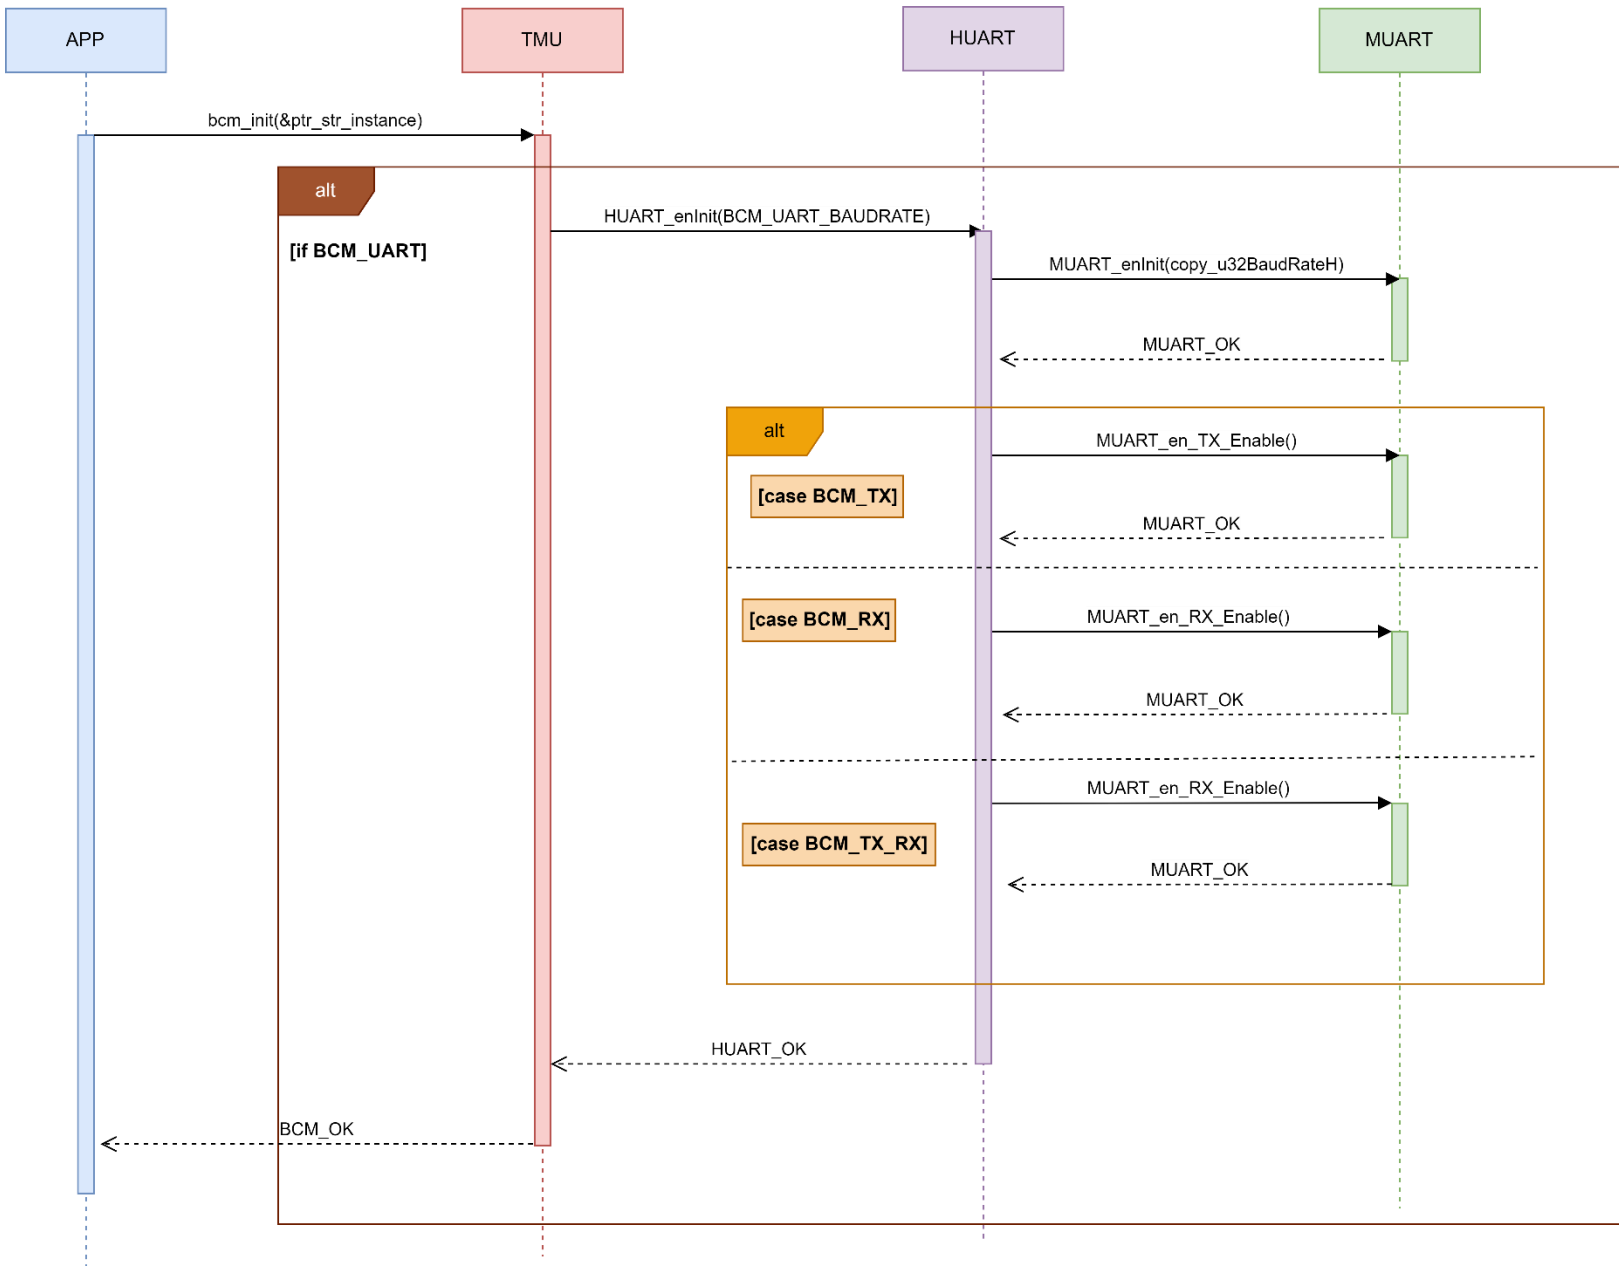 APP
TMU
HUART
MUART
bcm_init(&ptr_str_instance)
alt
[if BCM_UART]
HUART_enInit(BCM_UART_BAUDRATE)
MUART_enInit(copy_u32BaudRateH)
MUART_OK
alt
MUART_en_TX_Enable()
[case BCM_TX]
MUART_OK
[case BCM_RX]
MUART_en_RX_Enable()
MUART_OK
MUART_en_RX_Enable()
[case BCM_TX_RX]
MUART_OK
HUART_OK
BCM_OK